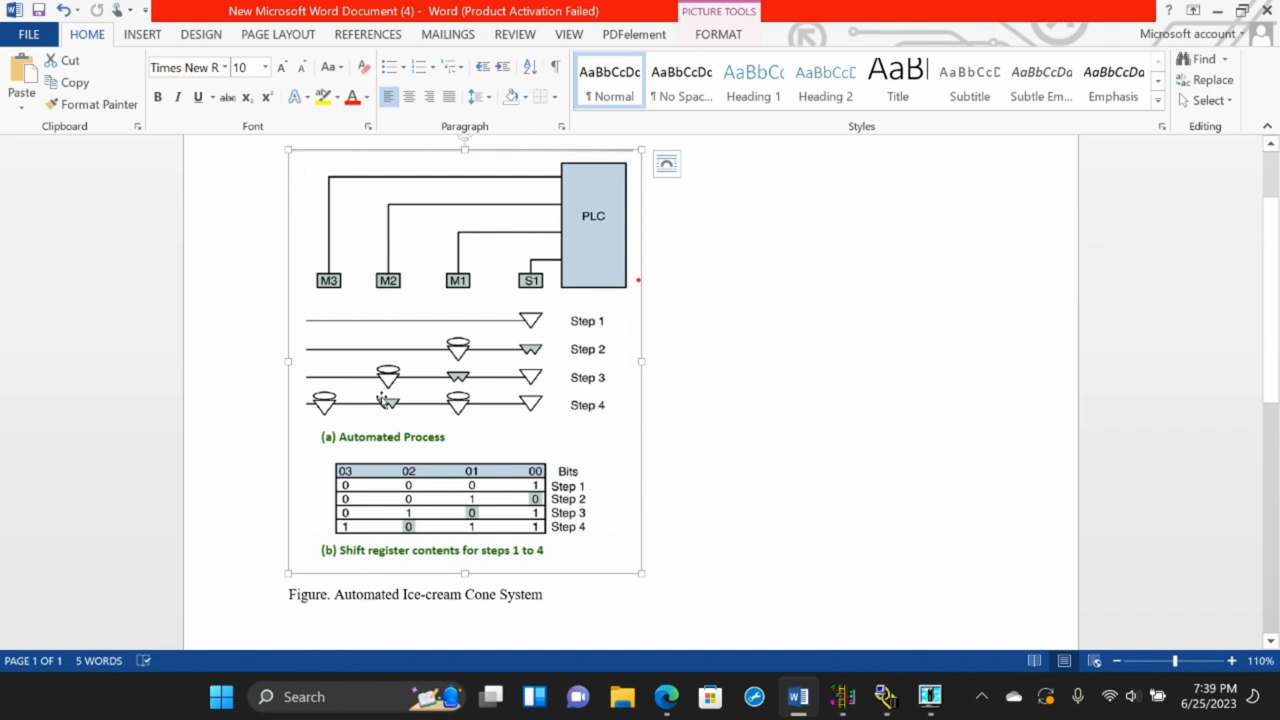 New Microsoft Word Document (4) - Word (Product Activation Failed)
PICTURE TOOLS
FILE HOME INSERT DESIGN PAGE LAYOUT REFERENCES MAILINGS REVIEW VIEW PDFelement FORMAT
Microsoft account
Paste
Cut
Copy
Format Painter
Clipboard
Times New R 10
Font
Paragraph
AaBbCcDc AaBbCcDc AaBbCc AaBbCcD AaBl AaBbCcD AaBbCcDa AaBbCcDa
¶ Normal ¶ No Spac... Heading 1 Heading 2 Title Subtitle Subtle Em... Emphasis
Styles
Find
Replace
Select
Editing
PLC
M3 M2 M1 S1
Step 1
Step 2
Step 3
Step 4
(a) Automated Process
03 02 01 00 Bits
0 0 0 1 Step 1
0 0 1 0 Step 2
0 1 0 1 Step 3
1 0 1 1 Step 4
(b) Shift register contents for steps 1 to 4
Figure. Automated Ice-cream Cone System
PAGE 1 OF 1 5 WORDS
110%
Search
7:39 PM
6/25/2023